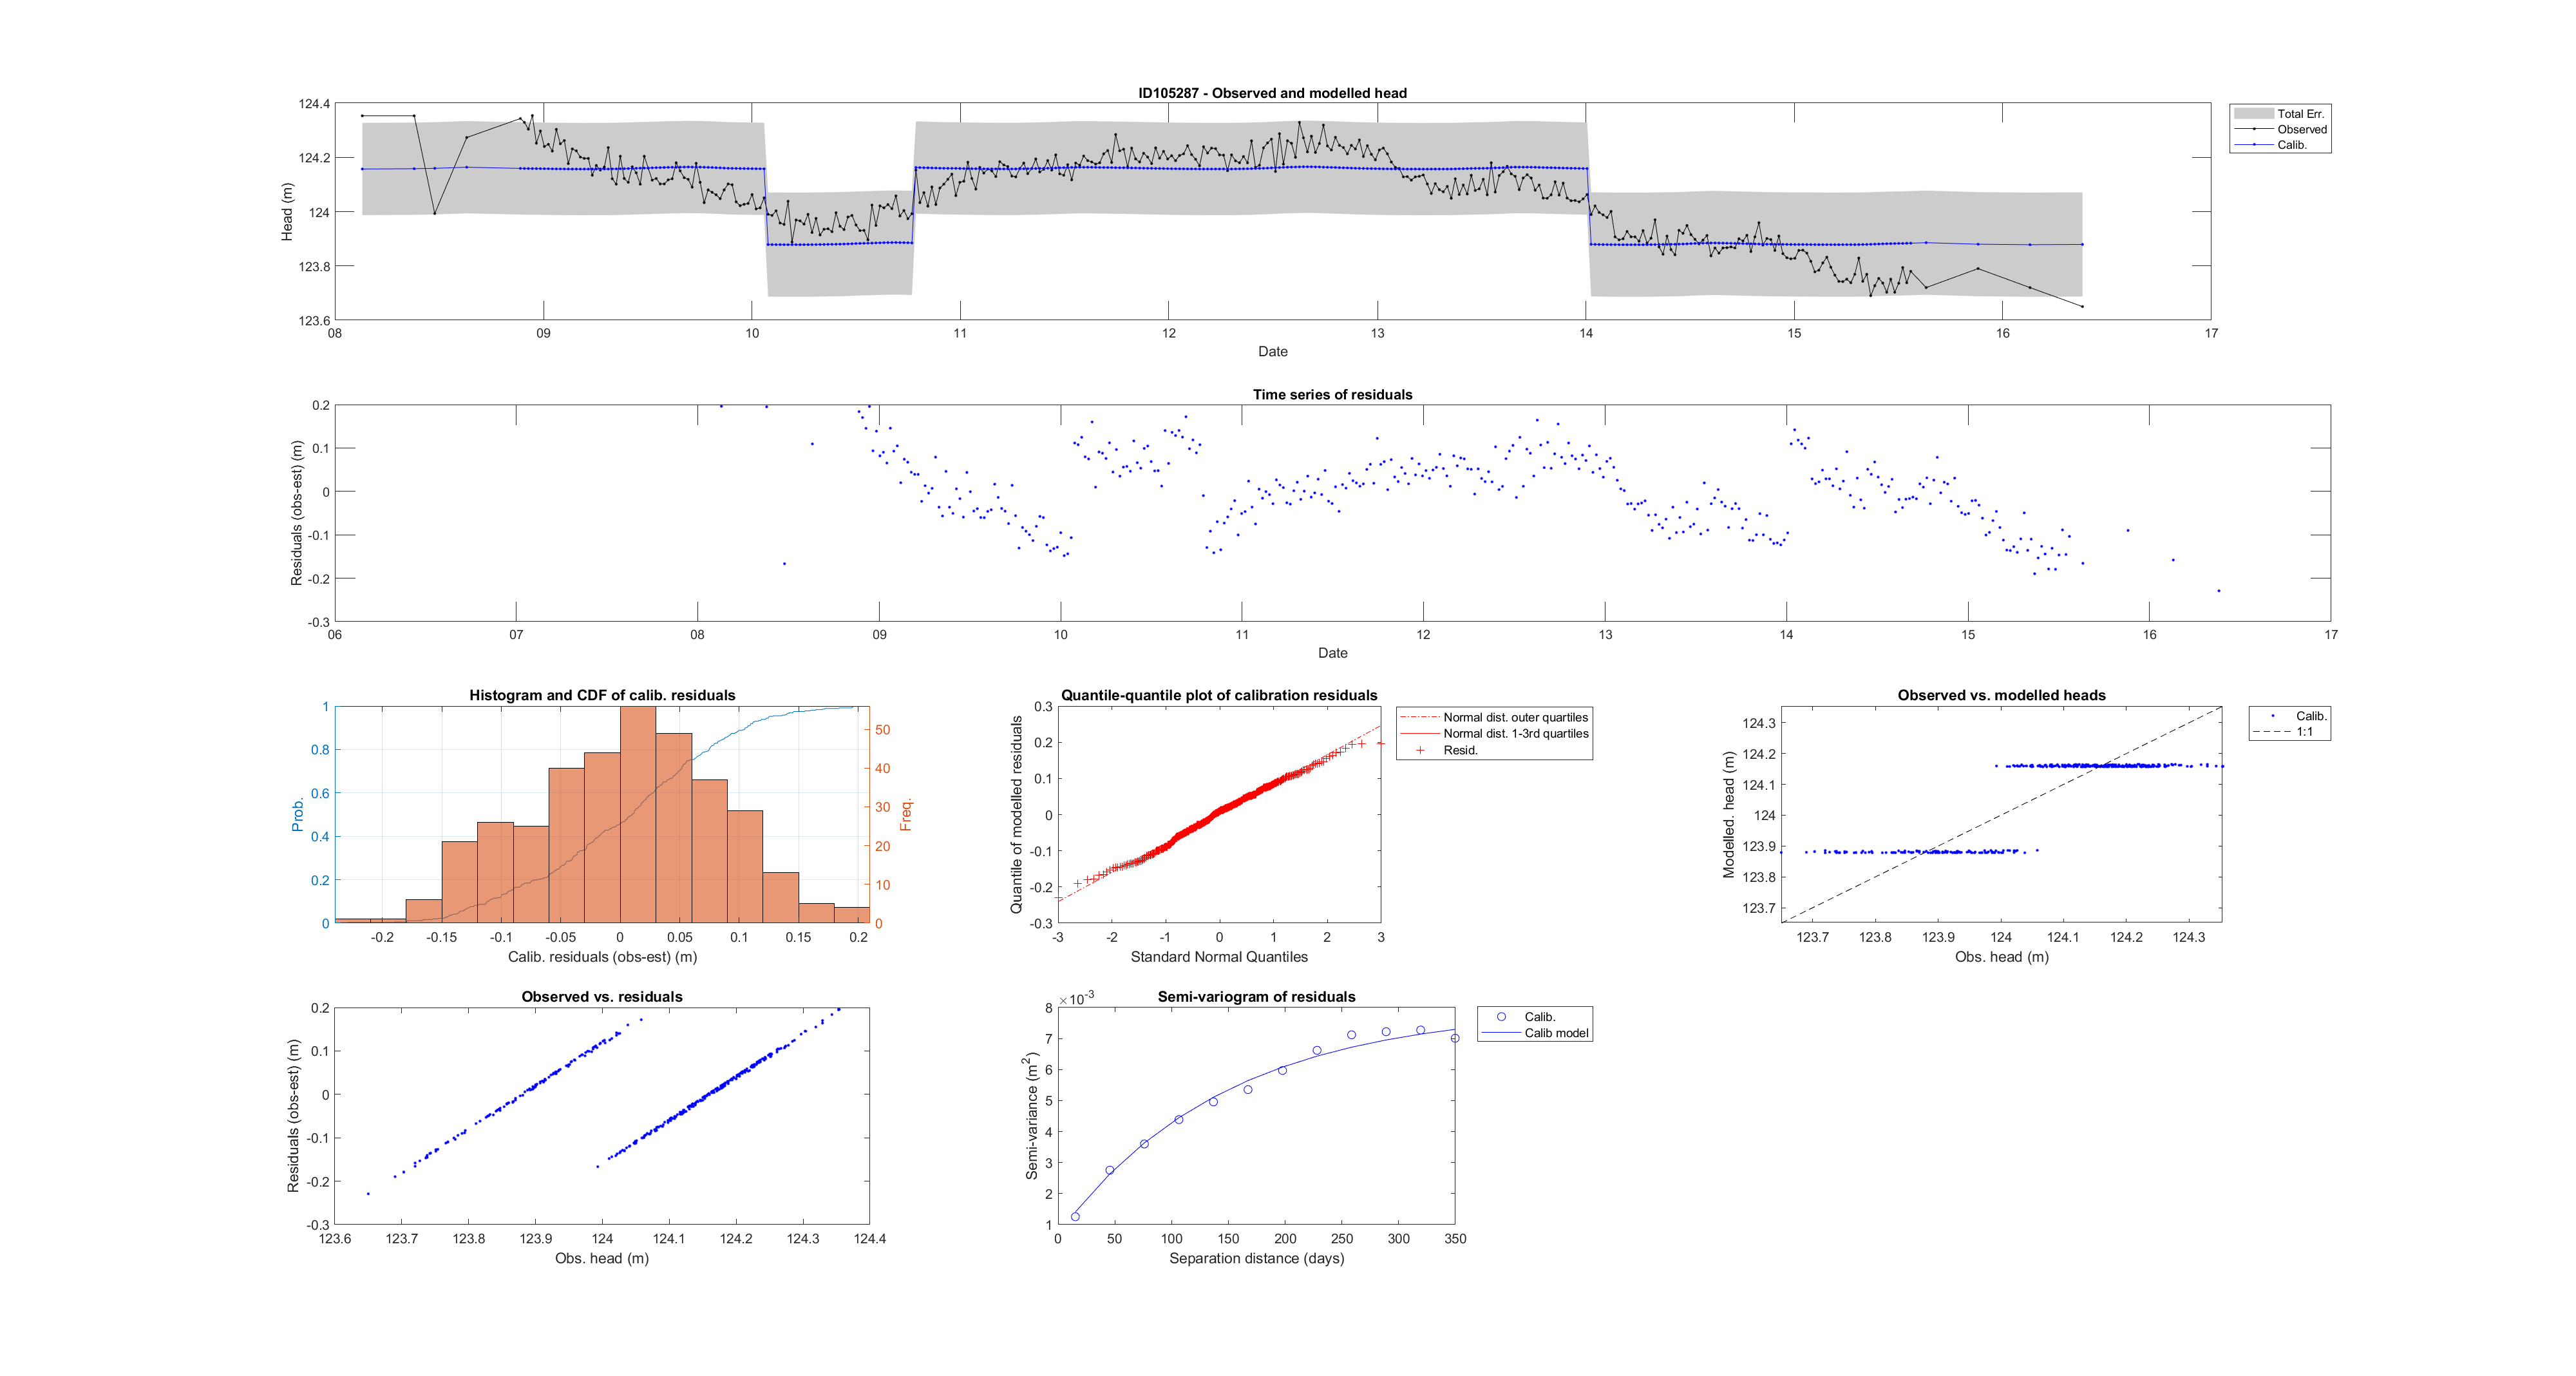 ID105287 - Observed and modelled head
Head (m)
124.4
124.2
124
123.8
123.6
08 09 10 11 12 13 14 15 16 17
Date
Total Err.
Observed
Calib.
Time series of residuals
Residuals (obs-est) (m)
0.2
0.1
0
-0.1
-0.2
-0.3
06 07 08 09 10 11 12 13 14 15 16 17
Date
Histogram and CDF of calib. residuals
Prob.
1
0.8
0.6
0.4
0.2
0
50
40
30
20
10
0
Freq.
-0.2 -0.15 -0.1 -0.05 0 0.05 0.1 0.15 0.2
Calib. residuals (obs-est) (m)
Quantile-quantile plot of calibration residuals
Quantile of modelled residuals
0.3
0.2
0.1
0
-0.1
-0.2
-0.3
-3 -2 -1 0 1 2 3
Standard Normal Quantiles
Normal dist. outer quartiles
Normal dist. 1-3rd quartiles
Resid.
Observed vs. modelled heads
Modelled. head (m)
124.3
124.2
124.1
124
123.9
123.8
123.7
123.7 123.8 123.9 124 124.1 124.2 124.3
Obs. head (m)
Calib.
1:1
Observed vs. residuals
Residuals (obs-est) (m)
0.2
0.1
0
-0.1
-0.2
-0.3
123.6 123.7 123.8 123.9 124 124.1 124.2 124.3 124.4
Obs. head (m)
Semi-variogram of residuals
×10-3
Semi-variance (m2)
8
7
6
5
4
3
2
1
0 50 100 150 200 250 300 350
Separation distance (days)
Calib.
Calib model